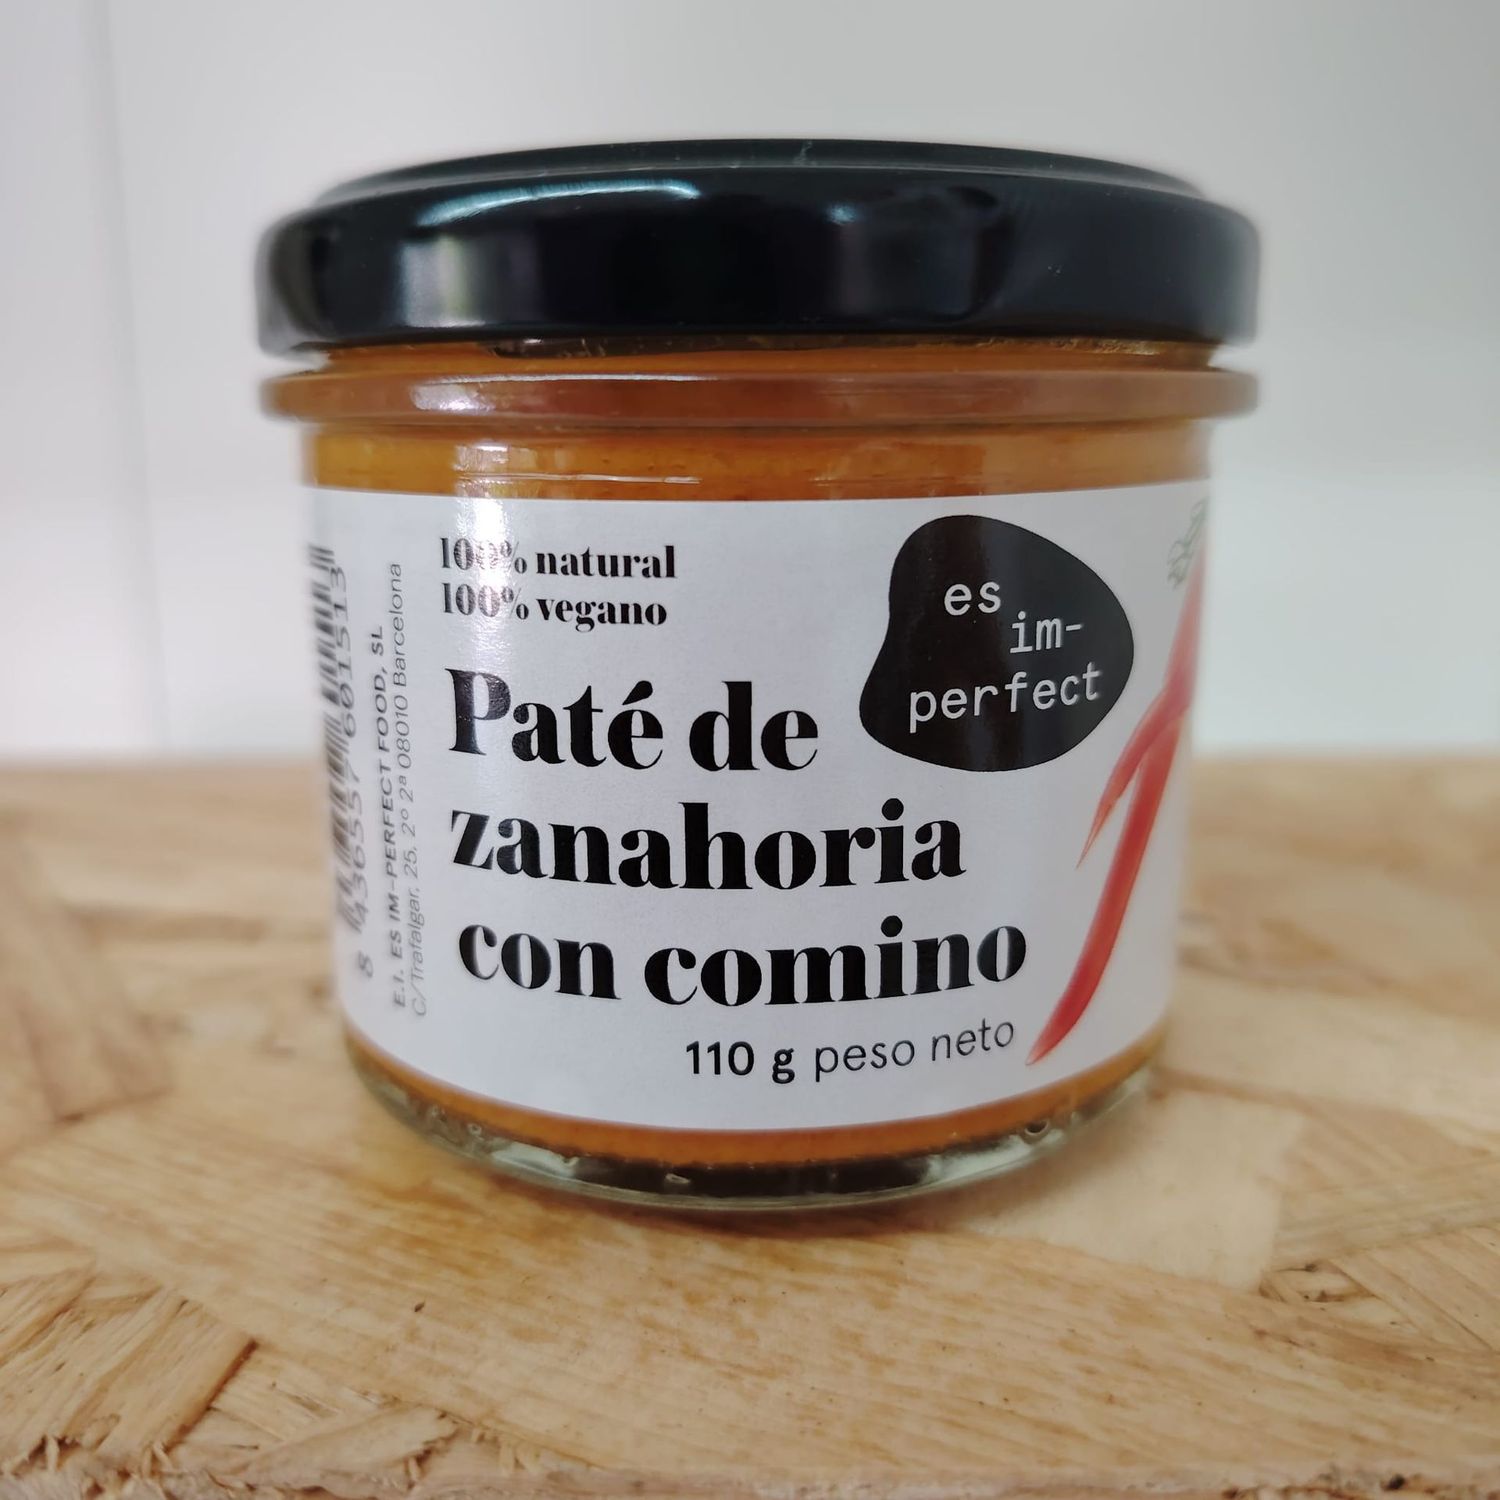 100% natural
100% vegano
es
im-
perfect
Paté de
zanahoria
con comino
110 g peso neto
8 436557 601513
E.1. ES IM-PERFECT FOOD, SL
C/Trafalgar, 25, 2º 2ª 08010 Barcelona